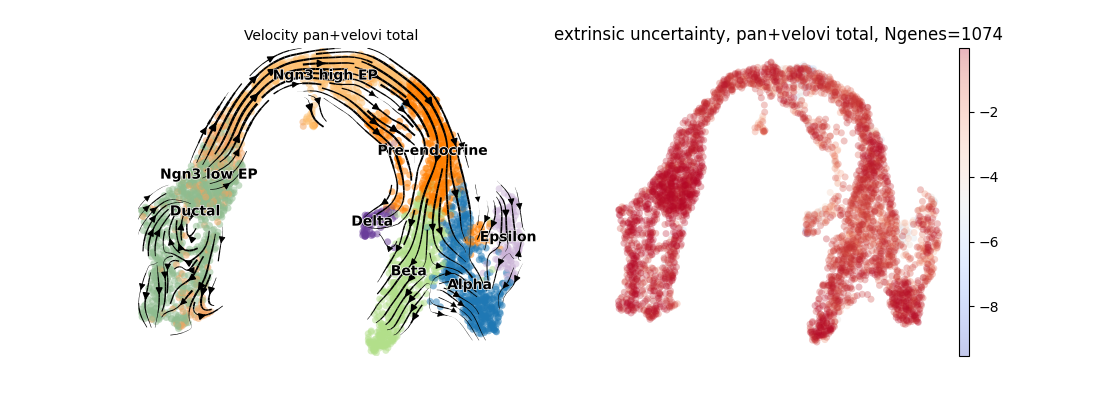 Velocity pan+velovi total
extrinsic uncertainty, pan+velovi total, Ngenes=1074
Ngn3 high EP
Pre-endocrine
Ngn3 low EP
Ductal
Delta
Epsilon
Beta
Alpha
−2
−4
−6
−8